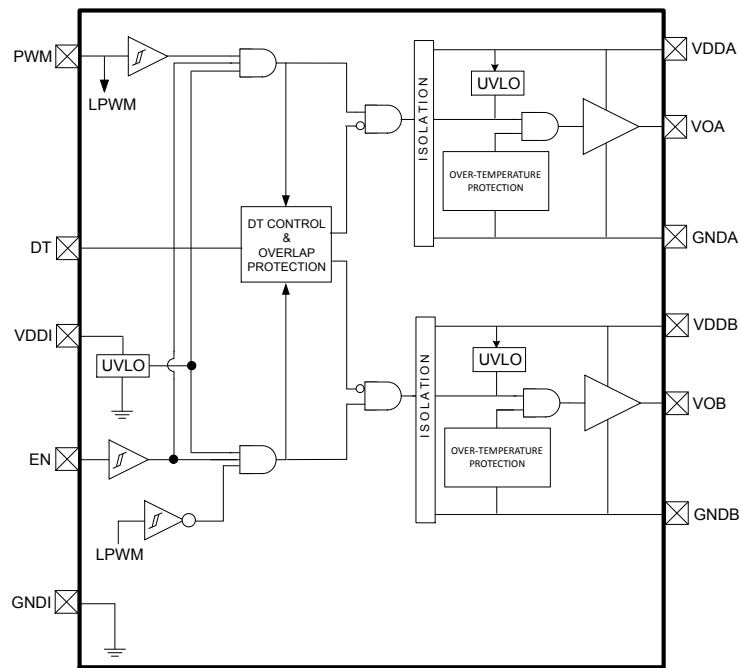 PWM
LPWM
DT
VDDI
UVLO
EN
LPWM
GNDI
DT CONTROL
&
OVERLAP
PROTECTION
ISOLATION
UVLO
OVER-TEMPERATURE
PROTECTION
VDDA
VOA
GNDA
ISOLATION
UVLO
OVER-TEMPERATURE
PROTECTION
VDDB
VOB
GNDB